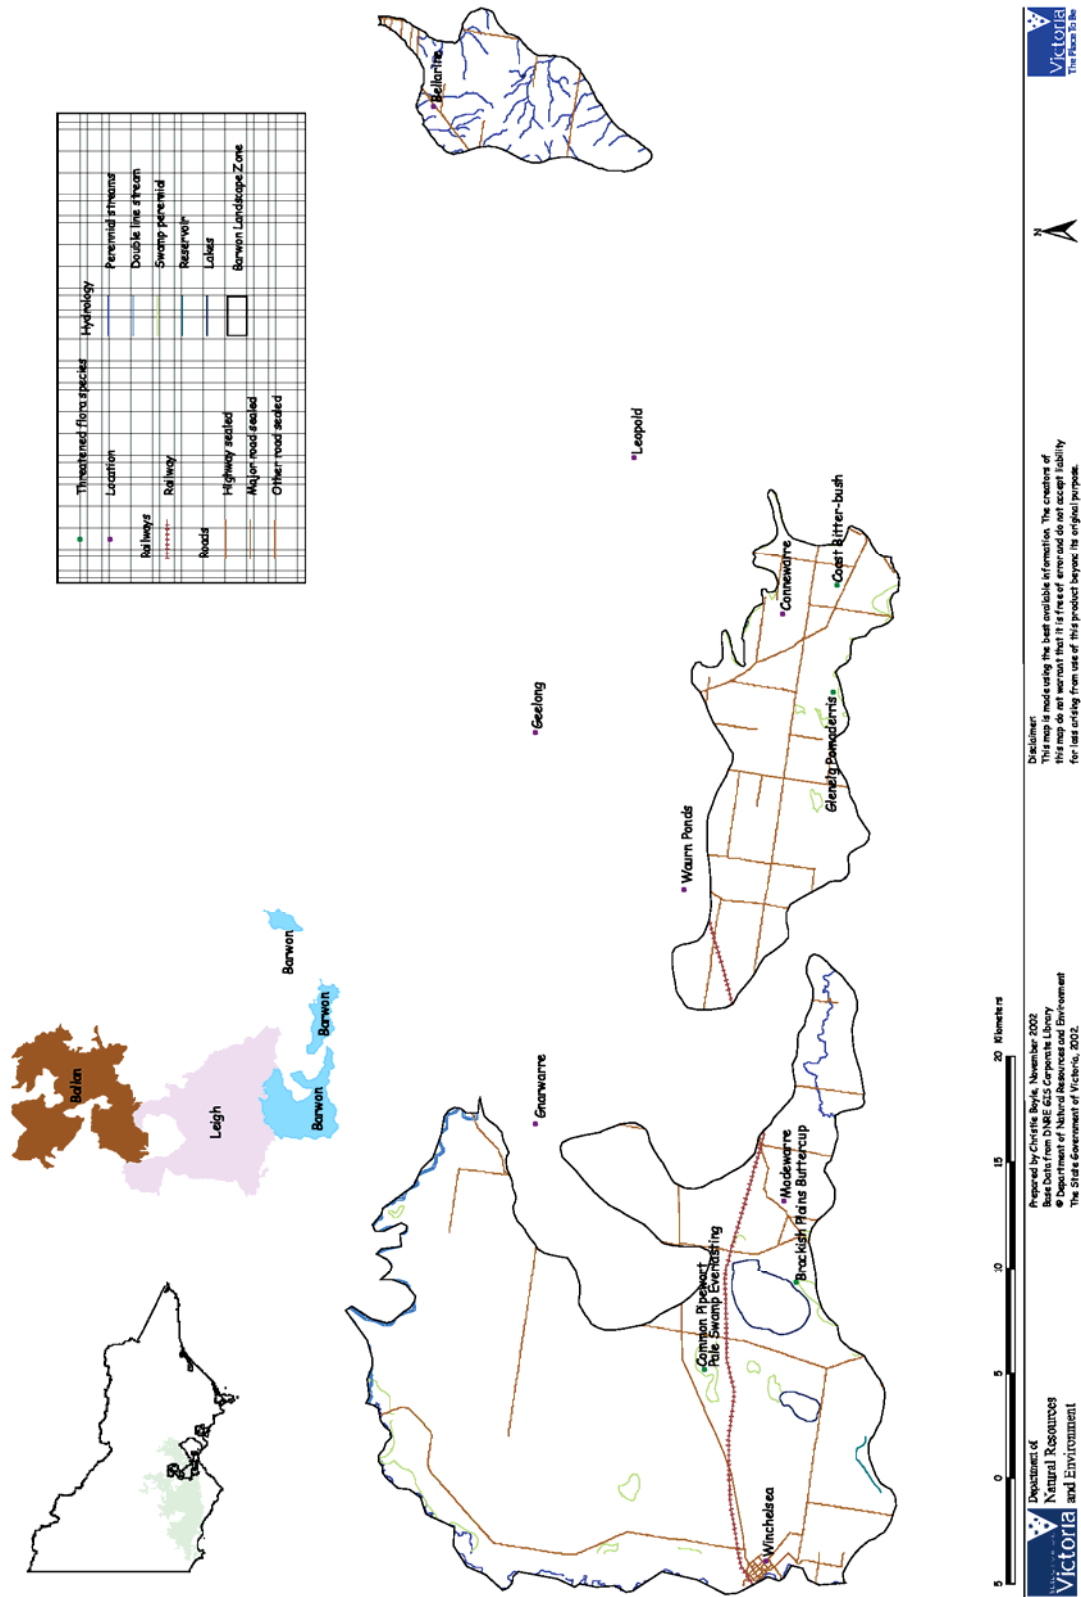 Threatened flora species
Location
Railways
Railway
Roads
Highway sealed
Major road sealed
Other road sealed
Hydrology
Perennial streams
Double line stream
Swamp perennial
Reservoir
Lakes
Barwon Landscape Zone
Ballan
Leigh
Barwon
Barwon
Barwon
Bellarine
Leopold
Geelong
Gnarwarre
Waurn Ponds
Connewarre
Coast Bitter-bush
Glenelg Pomaderris
Common Pipewort
Pale Swamp Everlasting
Modewarre
Brackish Plains Buttercup
Winchelsea
N
5 0 5 10 15 20 Kilometers
Victoria
Department of
Natural Resources
and Environment
Prepared by Christie Boyle, November 2002
Base Data from DNRE GIS Corporate Library
© Department of Natural Resources and Environment
The State Government of Victoria, 2002.
Disclaimer:
This map is made using the best available information. The creators of
this map do not warrant that it is free of error and do not accept liability
for loss arising from use of this product beyond its original purpose.
Victoria
The Place To Be